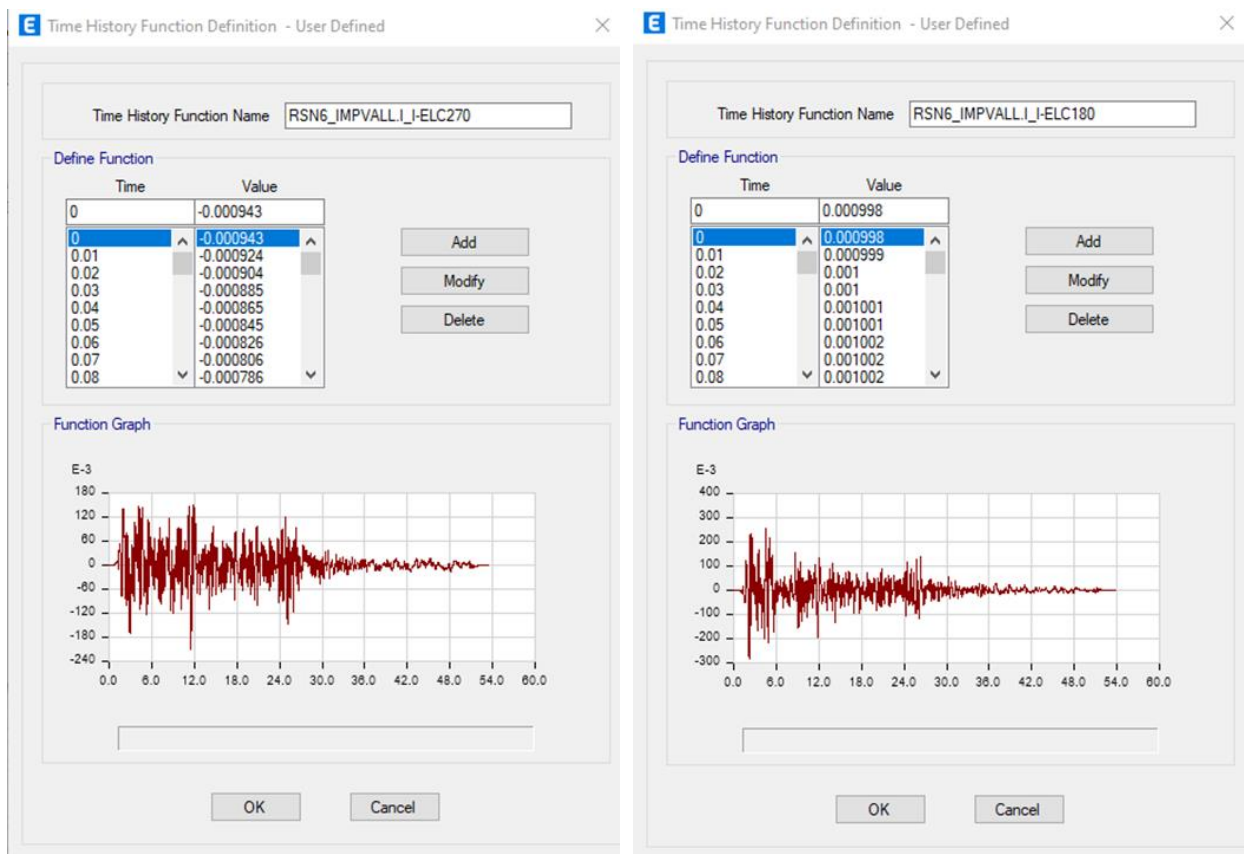 E Time History Function Definition - User Defined
Time History Function Name RSN6_IMPVALL.I_I-ELC270
Define Function
Time Value
0 -0.000943
0 -0.000943
0.01 -0.000924
0.02 -0.000904
0.03 -0.000885
0.04 -0.000865
0.05 -0.000845
0.06 -0.000826
0.07 -0.000806
0.08 -0.000786
Add
Modify
Delete
Function Graph
E-3
180
120
60
0
-60
-120
-180
-240
0.0 6.0 12.0 18.0 24.0 30.0 36.0 42.0 48.0 54.0 60.0
OK Cancel
E Time History Function Definition - User Defined
Time History Function Name RSN6_IMPVALL.I_I-ELC180
Define Function
Time Value
0 0.000998
0 0.000998
0.01 0.000999
0.02 0.001
0.03 0.001
0.04 0.001001
0.05 0.001001
0.06 0.001002
0.07 0.001002
0.08 0.001002
Add
Modify
Delete
Function Graph
E-3
400
300
200
100
0
-100
-200
-300
0.0 6.0 12.0 18.0 24.0 30.0 36.0 42.0 48.0 54.0 60.0
OK Cancel